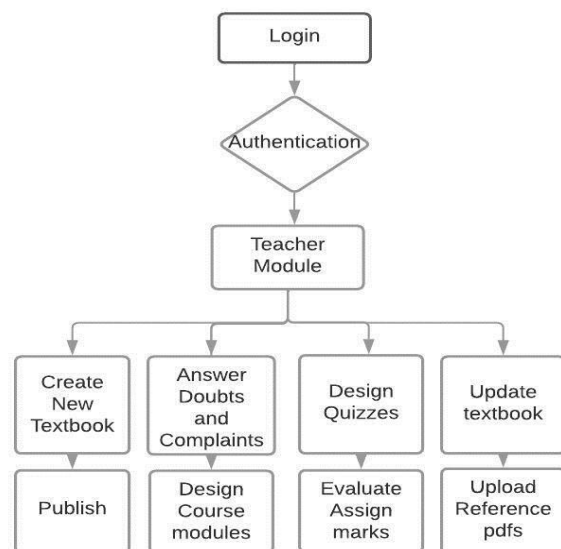 Login
Authentication
Teacher
Module
Create
New
Textbook
Answer
Doubts
and
Complaints
Design
Quizzes
Update
textbook
Publish
Design
Course
modules
Evaluate
Assign
marks
Upload
Reference
pdfs